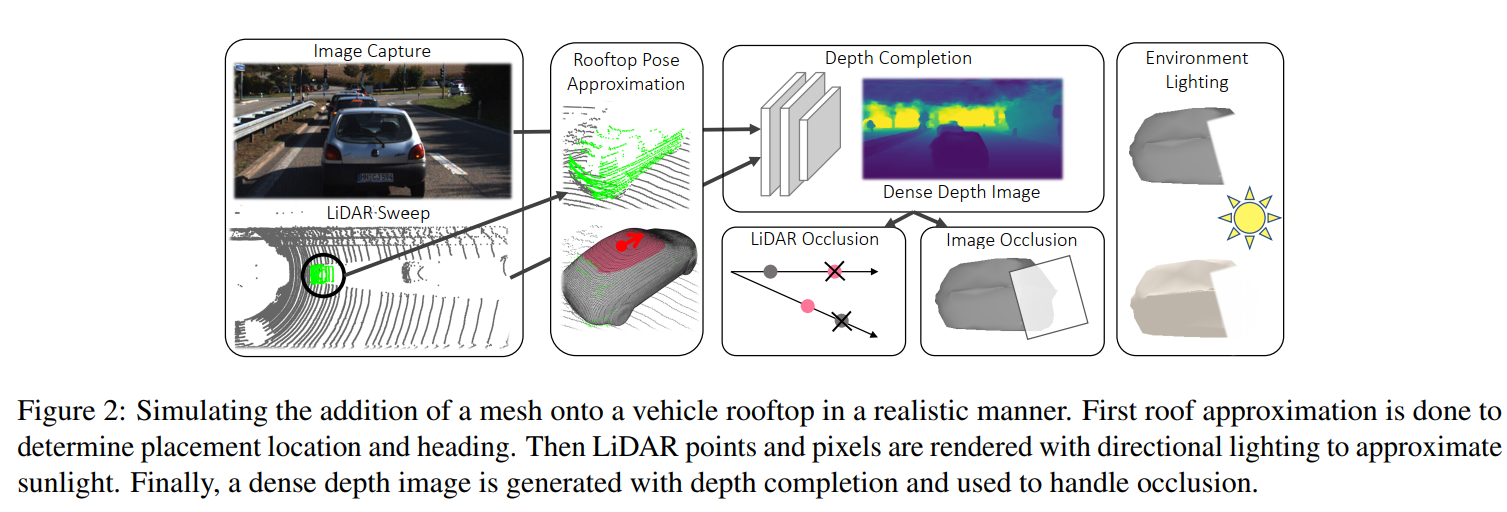 Image Capture
LiDAR Sweep
Rooftop Pose
Approximation
Depth Completion
Dense Depth Image
LiDAR Occlusion
Image Occlusion
Environment
Lighting
Figure 2: Simulating the addition of a mesh onto a vehicle rooftop in a realistic manner. First roof approximation is done to
determine placement location and heading. Then LiDAR points and pixels are rendered with directional lighting to approximate
sunlight. Finally, a dense depth image is generated with depth completion and used to handle occlusion.